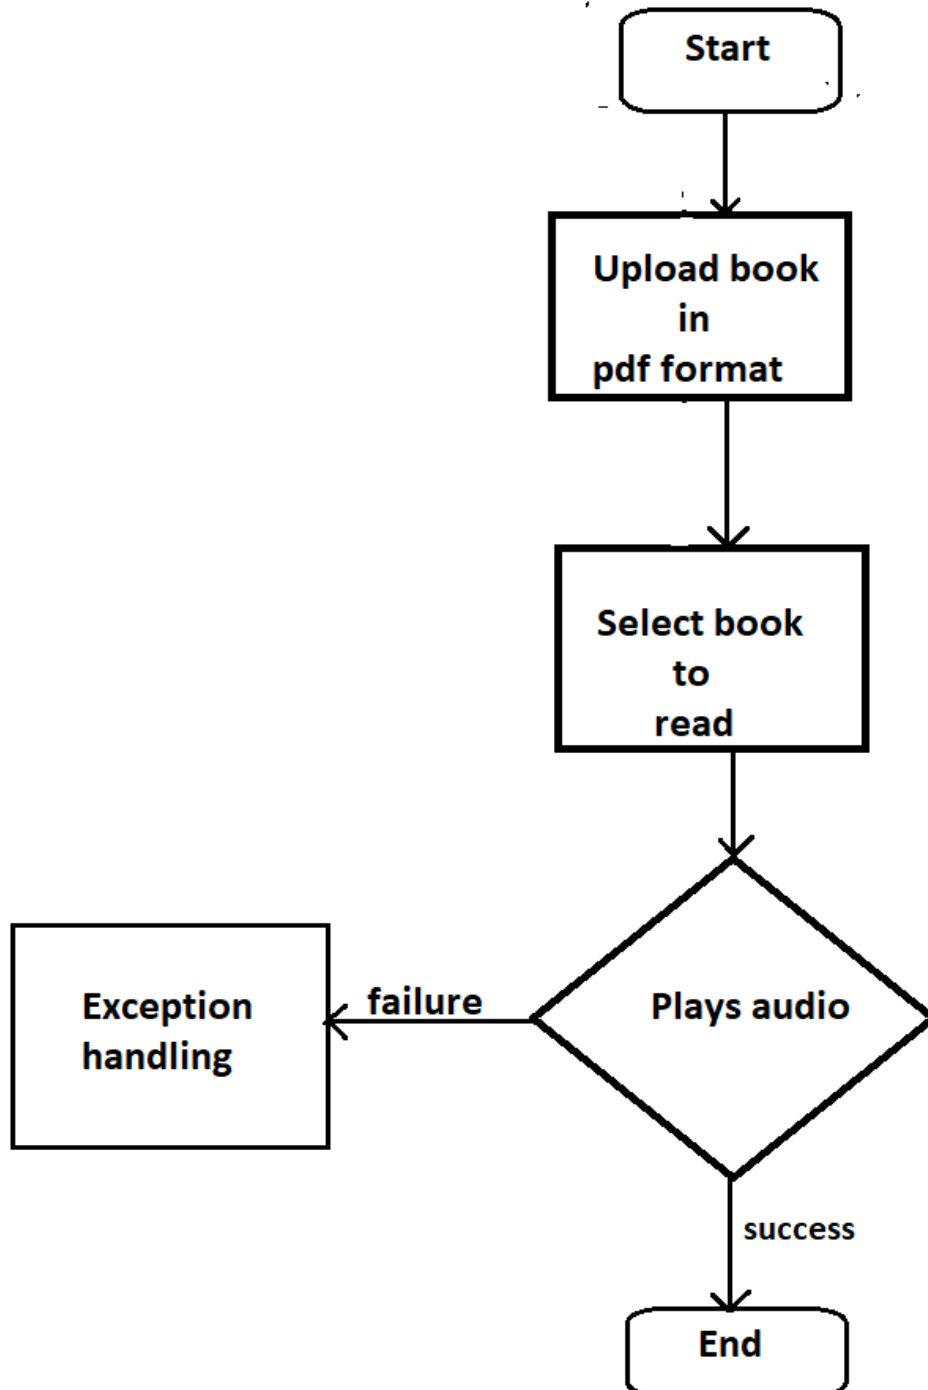 Start
Upload book
in
pdf format
Select book
to
read
Plays audio
failure
Exception
handling
success
End